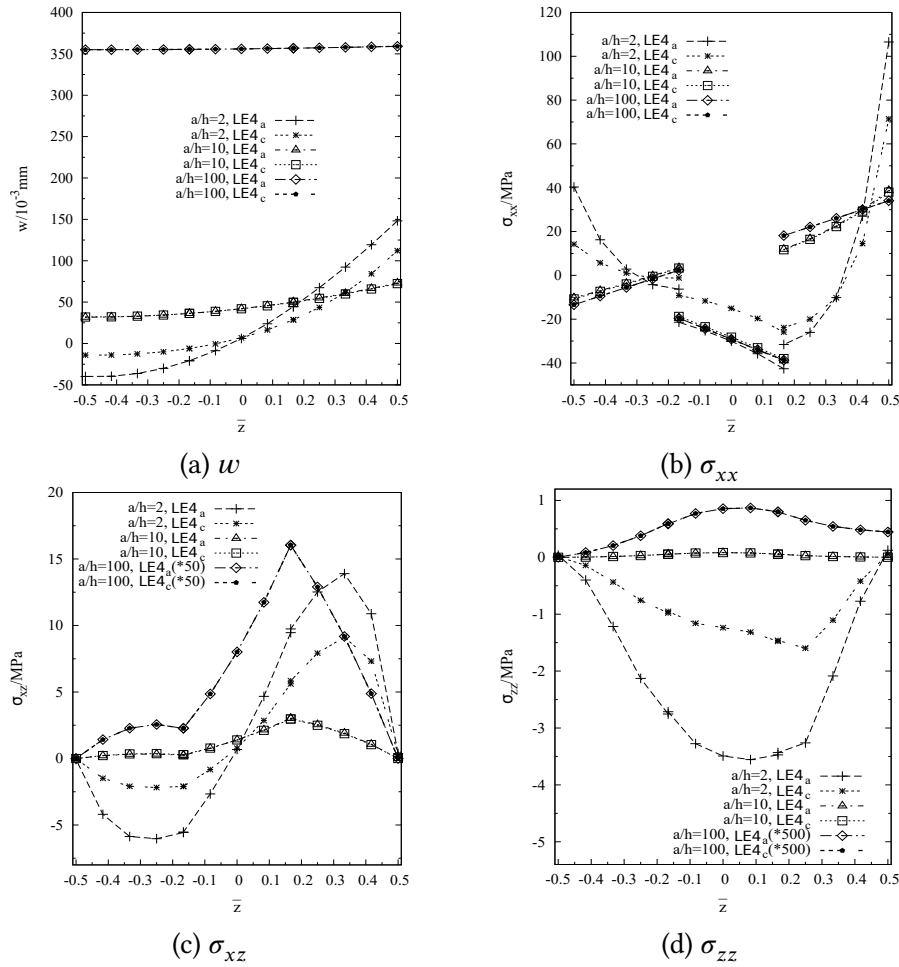 400
350
300
250
200
150
100
50
0
-50
w/10⁻³mm
a/h=2, LE4a
a/h=2, LE4c
a/h=10, LE4a
a/h=10, LE4c
a/h=100, LE4a
a/h=100, LE4c
-0.5 -0.4 -0.3 -0.2 -0.1 0 0.1 0.2 0.3 0.4 0.5
z̅
(a) w
120
100
80
60
40
20
0
-20
-40
σxx/MPa
a/h=2, LE4a
a/h=2, LE4c
a/h=10, LE4a
a/h=10, LE4c
a/h=100, LE4a
a/h=100, LE4c
-0.5 -0.4 -0.3 -0.2 -0.1 0 0.1 0.2 0.3 0.4 0.5
z̅
(b) σxx
20
15
10
5
0
-5
σxz/MPa
a/h=2, LE4a
a/h=2, LE4c
a/h=10, LE4a
a/h=10, LE4c
a/h=100, LE4a(*50)
a/h=100, LE4c(*50)
-0.5 -0.4 -0.3 -0.2 -0.1 0 0.1 0.2 0.3 0.4 0.5
z̅
(c) σxz
1
0
-1
-2
-3
-4
-5
σzz/MPa
a/h=2, LE4a
a/h=2, LE4c
a/h=10, LE4a
a/h=10, LE4c
a/h=100, LE4a(*500)
a/h=100, LE4c(*500)
-0.5 -0.4 -0.3 -0.2 -0.1 0 0.1 0.2 0.3 0.4 0.5
z̅
(d) σzz